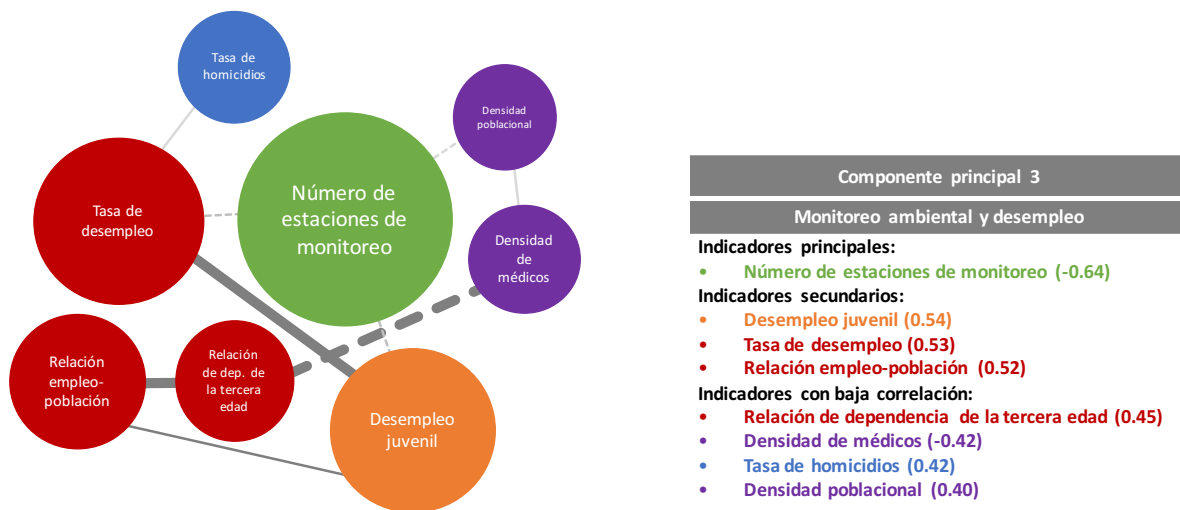 Tasa de
homicidios
Densidad
poblacional
Número de
estaciones de
monitoreo
Tasa de
desempleo
Densidad
de
médicos
Relación
empleo-
población
Relación
de dep. de
la tercera
edad
Desempleo
juvenil
Componente principal 3
Monitoreo ambiental y desempleo
Indicadores principales:
• Número de estaciones de monitoreo (-0.64)
Indicadores secundarios:
• Desempleo juvenil (0.54)
• Tasa de desempleo (0.53)
• Relación empleo-población (0.52)
Indicadores con baja correlación:
• Relación de dependencia de la tercera edad (0.45)
• Densidad de médicos (-0.42)
• Tasa de homicidios (0.42)
• Densidad poblacional (0.40)